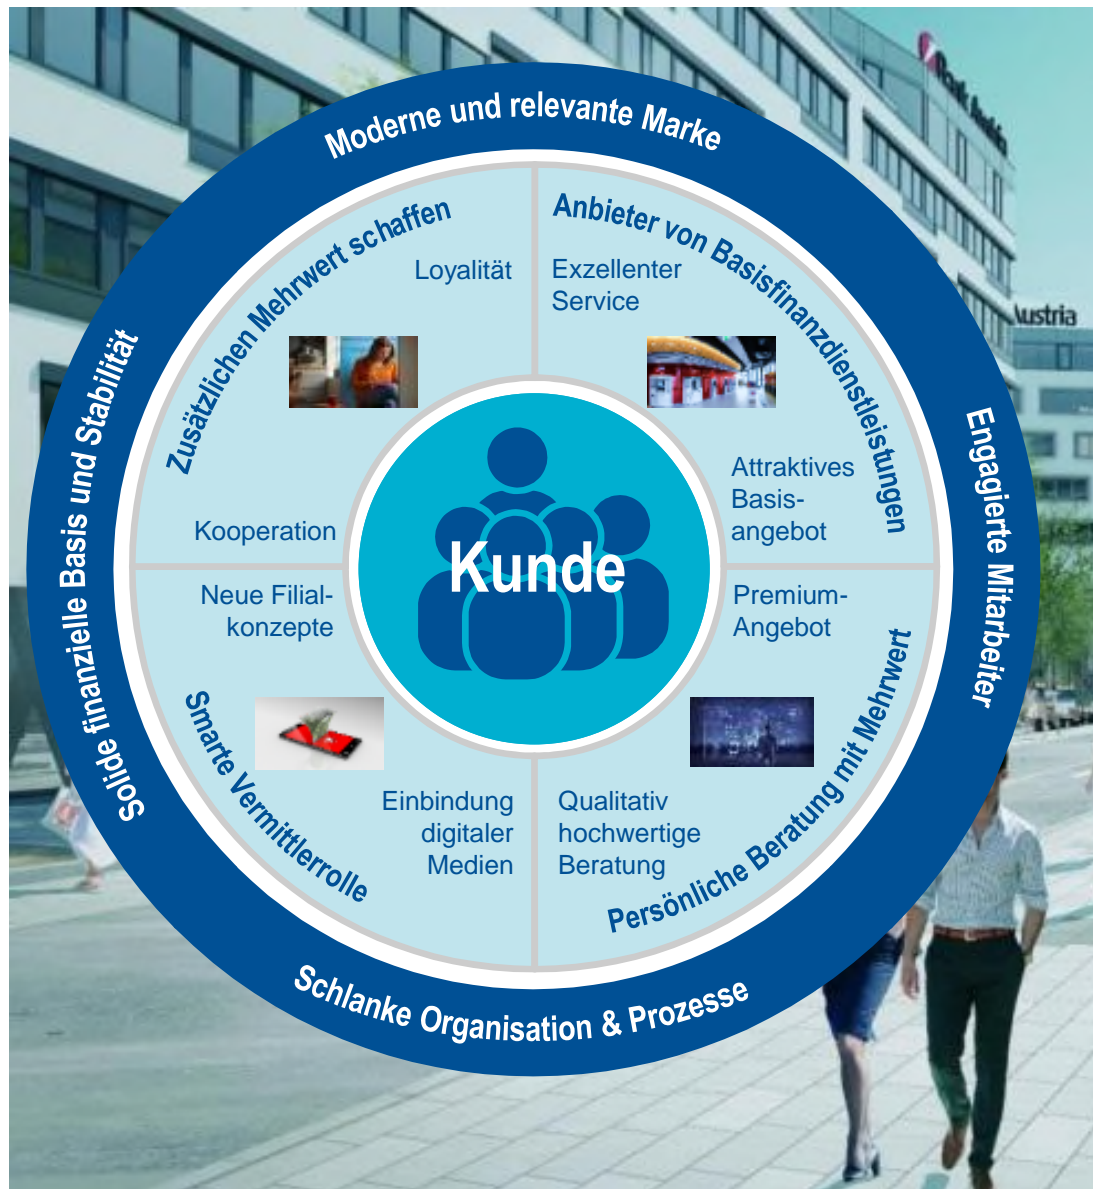 Bank Austria
Moderne und relevante Marke
Zusätzlichen Mehrwert schaffen
Loyalität
Kooperation
Anbieter von Basisfinanzdienstleistungen
Exzellenter
Service
Attraktives
Basis-
angebot
Austria
Solide finanzielle Basis und Stabilität
Engagierte Mitarbeiter
Kunde
Neue Filial-
konzepte
Smarte Vermittlerrolle
Einbindung
digitaler
Medien
Premium-
Angebot
Persönliche Beratung mit Mehrwert
Qualitativ
hochwertige
Beratung
Schlanke Organisation & Prozesse